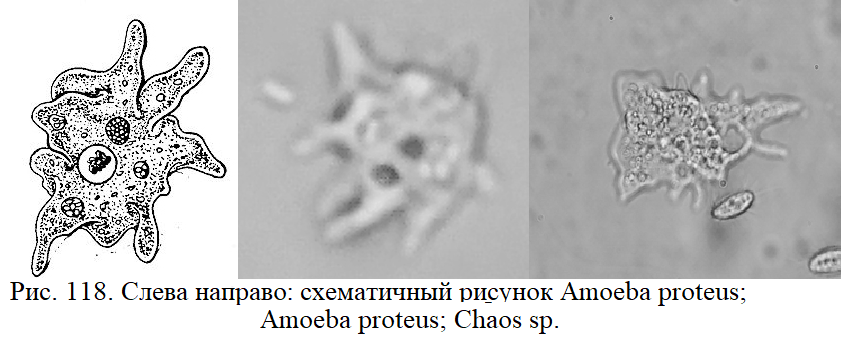 Рис. 118. Слева направо: схематичный рисунок Amoeba proteus;
Amoeba proteus; Chaos sp.